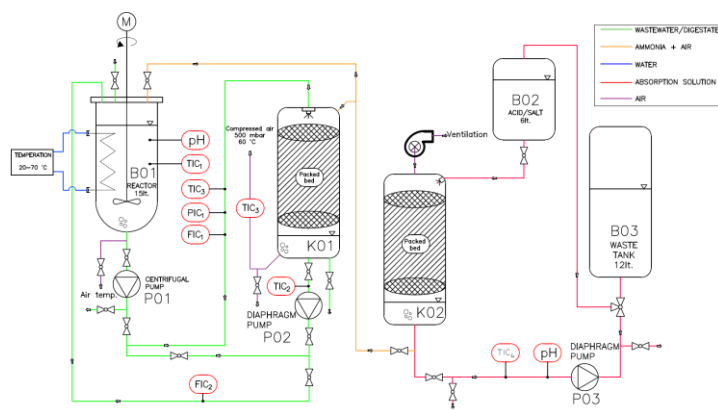 M
WASTEWATER/DIGESTATE
AMMONIA + AIR
WATER
ABSORPTION SOLUTION
AIR
B02
ACID/SALT
6lt.
Compressed air
500 mbar
60 °C
Ventilation
pH
TEMPERATION
20-70 °C
B01
REACTOR
15lt.
TIC1
TIC3
PIC1
FIC1
TIC3
Packed
bed
K01
Packed
bed
K02
B03
WASTE
TANK
12lt.
CENTRIFUGAL
PUMP
P01
Air temp.
TIC2
DIAPHRAGM
PUMP
P02
TIC4
pH
DIAPHRAGM
PUMP
P03
FIC2